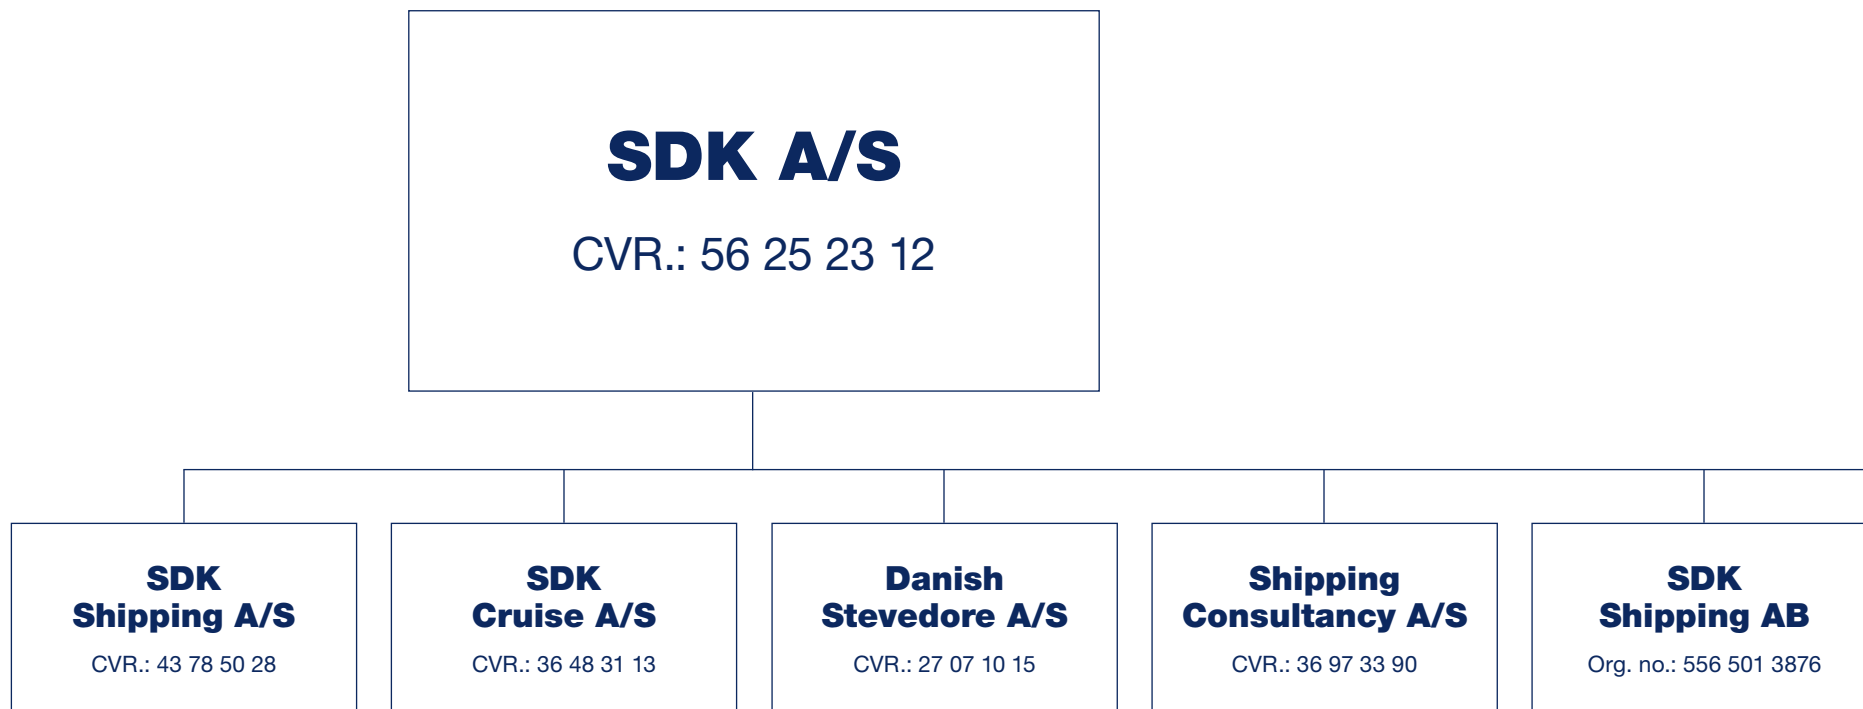 SDK A/S
CVR.: 56 25 23 12
SDK
Shipping A/S
CVR.: 43 78 50 28
SDK
Cruise A/S
CVR.: 36 48 31 13
Danish
Stevedore A/S
CVR.: 27 07 10 15
Shipping
Consultancy A/S
CVR.: 36 97 33 90
SDK
Shipping AB
Org. no.: 556 501 3876